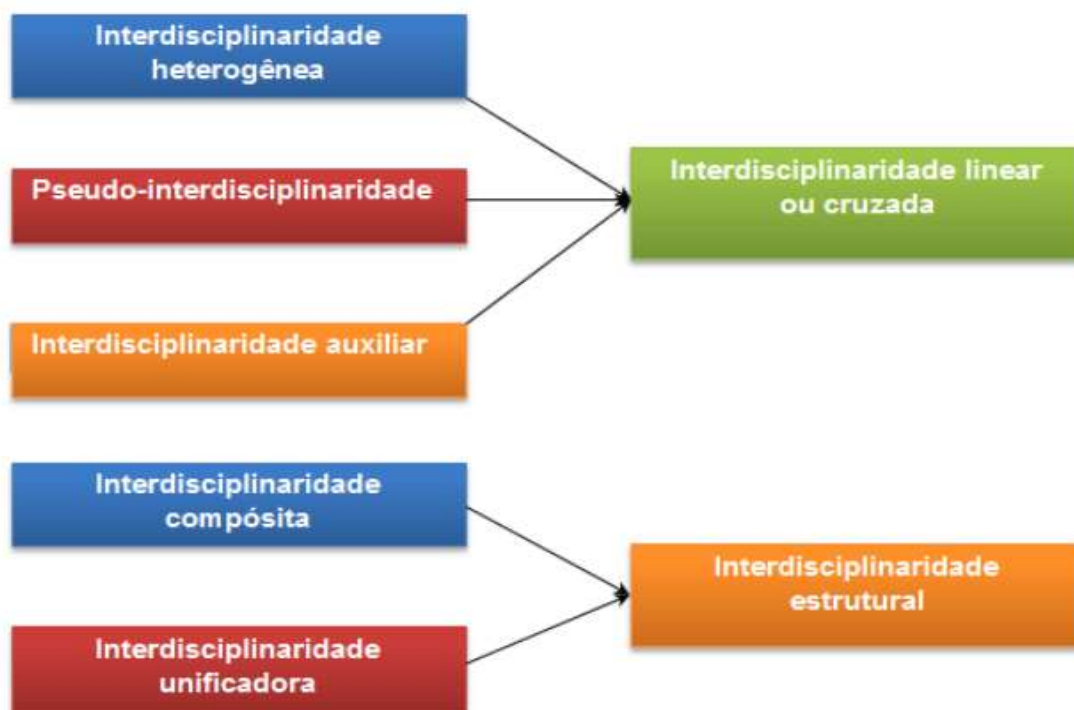 Interdisciplinaridade
heterogênea
Pseudo-interdisciplinaridade
Interdisciplinaridade auxiliar
Interdisciplinaridade linear
ou cruzada
Interdisciplinaridade
compósita
Interdisciplinaridade
unificadora
Interdisciplinaridade
estrutural